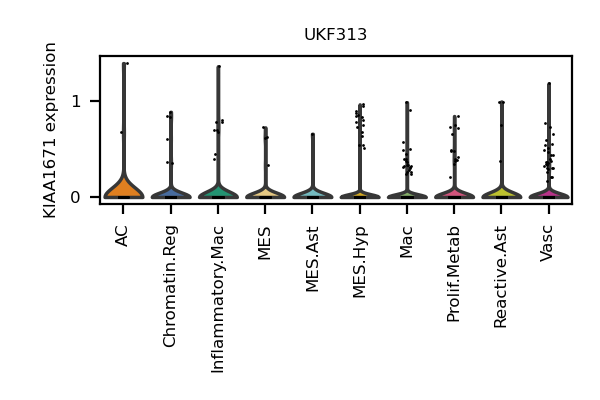 UKF313
KIAA1671 expression
1
0
AC
Chromatin.Reg
Inflammatory.Mac
MES
MES.Ast
MES.Hyp
Mac
Prolif.Metab
Reactive.Ast
Vasc